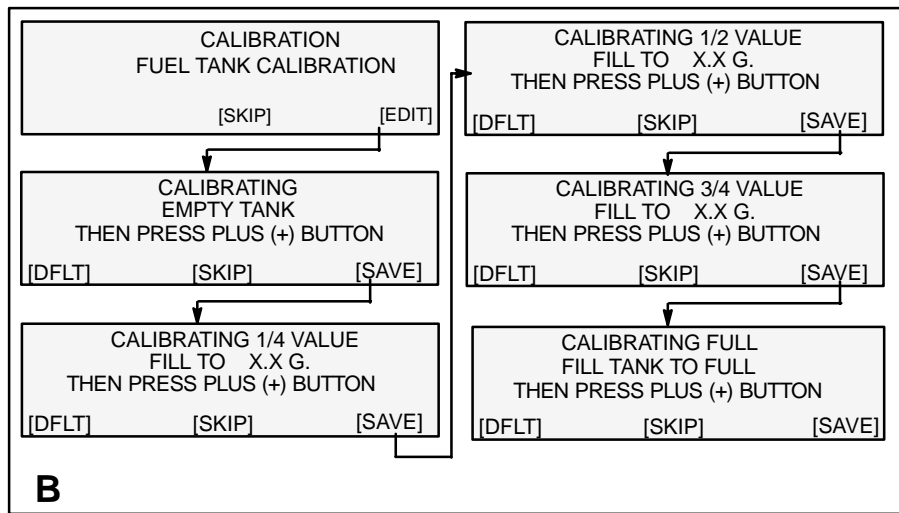 CALIBRATION
FUEL TANK CALIBRATION
[SKIP] [EDIT]
CALIBRATING
EMPTY TANK
THEN PRESS PLUS (+) BUTTON
[DFLT] [SKIP] [SAVE]
CALIBRATING 1/4 VALUE
FILL TO X.X G.
THEN PRESS PLUS (+) BUTTON
[DFLT] [SKIP] [SAVE]
CALIBRATING 1/2 VALUE
FILL TO X.X G.
THEN PRESS PLUS (+) BUTTON
[DFLT] [SKIP] [SAVE]
CALIBRATING 3/4 VALUE
FILL TO X.X G.
THEN PRESS PLUS (+) BUTTON
[DFLT] [SKIP] [SAVE]
CALIBRATING FULL
FILL TANK TO FULL
THEN PRESS PLUS (+) BUTTON
[DFLT] [SKIP] [SAVE]
B